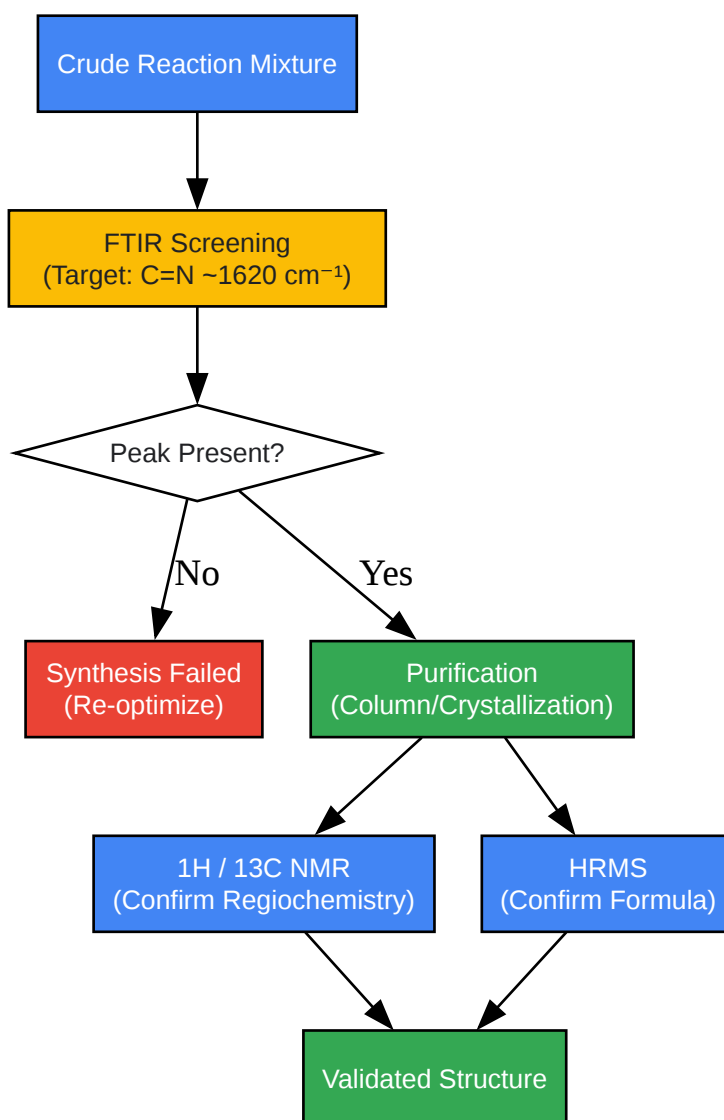 Crude Reaction Mixture
FTIR Screening
(Target: C=N ~1620 cm⁻¹)
Peak Present?
No
Yes
Synthesis Failed
(Re-optimize)
Purification
(Column/Crystallization)
1H / 13C NMR
(Confirm Regiochemistry)
HRMS
(Confirm Formula)
Validated Structure